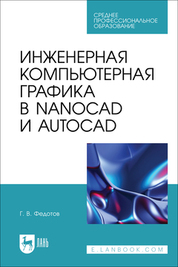 СРЕДНЕЕ
ПРОФЕССИОНАЛЬНОЕ
ОБРАЗОВАНИЕ
ИНЖЕНЕРНАЯ
КОМПЬЮТЕРНАЯ
ГРАФИКА
В NANOCAD
И AUTOCAD
Г. В. Федотов
ЛАНЬ
E.LANBOOK.COM